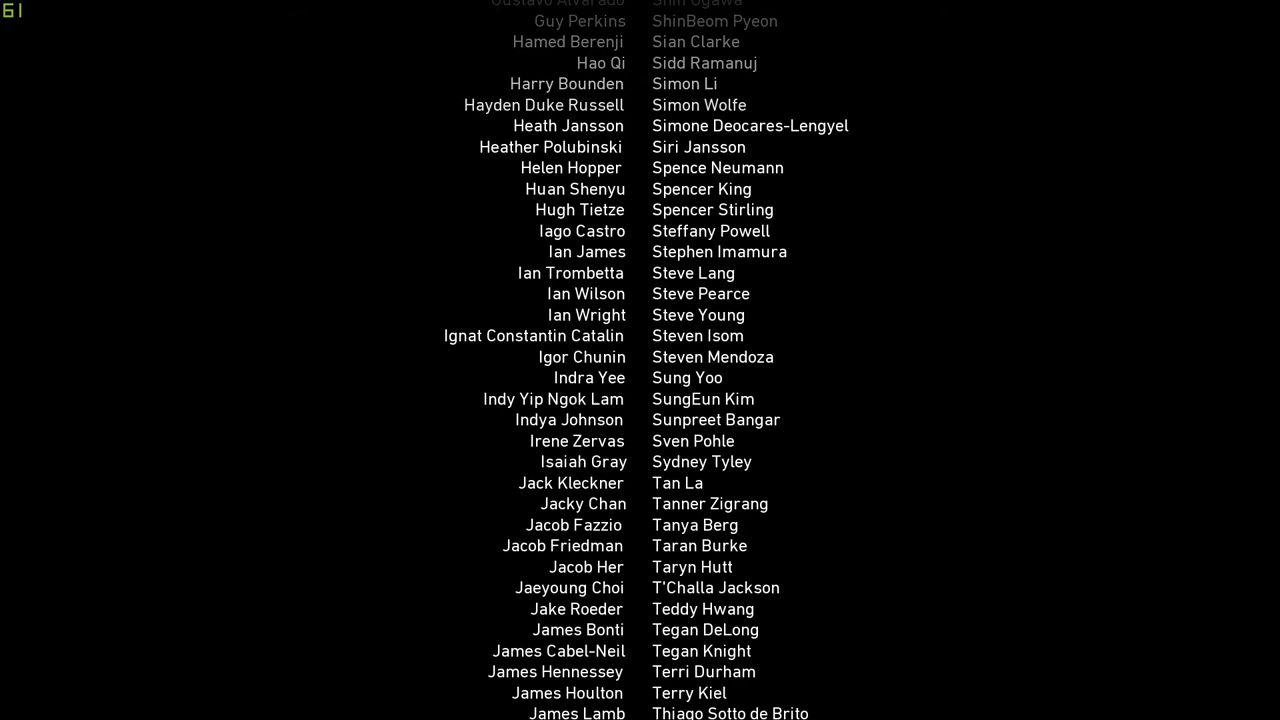 61
Gustavo Alvarado Shin Ogawa
Guy Perkins ShinBeom Pyeon
Hamed Berenji Sian Clarke
Hao Qi Sidd Ramanuj
Harry Bounden Simon Li
Hayden Duke Russell Simon Wolfe
Heath Jansson Simone Deocares-Lengyel
Heather Polubinski Siri Jansson
Helen Hopper Spence Neumann
Huan Shenyu Spencer King
Hugh Tietze Spencer Stirling
Iago Castro Steffany Powell
Ian James Stephen Imamura
Ian Trombetta Steve Lang
Ian Wilson Steve Pearce
Ian Wright Steve Young
Ignat Constantin Catalin Steven Isom
Igor Chunin Steven Mendoza
Indra Yee Sung Yoo
Indy Yip Ngok Lam SungEun Kim
Indya Johnson Sunpreet Bangar
Irene Zervas Sven Pohle
Isaiah Gray Sydney Tyley
Jack Kleckner Tan La
Jacky Chan Tanner Zigrang
Jacob Fazzio Tanya Berg
Jacob Friedman Taran Burke
Jacob Her Taryn Hutt
Jaeyoung Choi T'Challa Jackson
Jake Roeder Teddy Hwang
James Bonti Tegan DeLong
James Cabel-Neil Tegan Knight
James Hennessey Terri Durham
James Houlton Terry Kiel
James Lamb Thiago Sotto de Brito